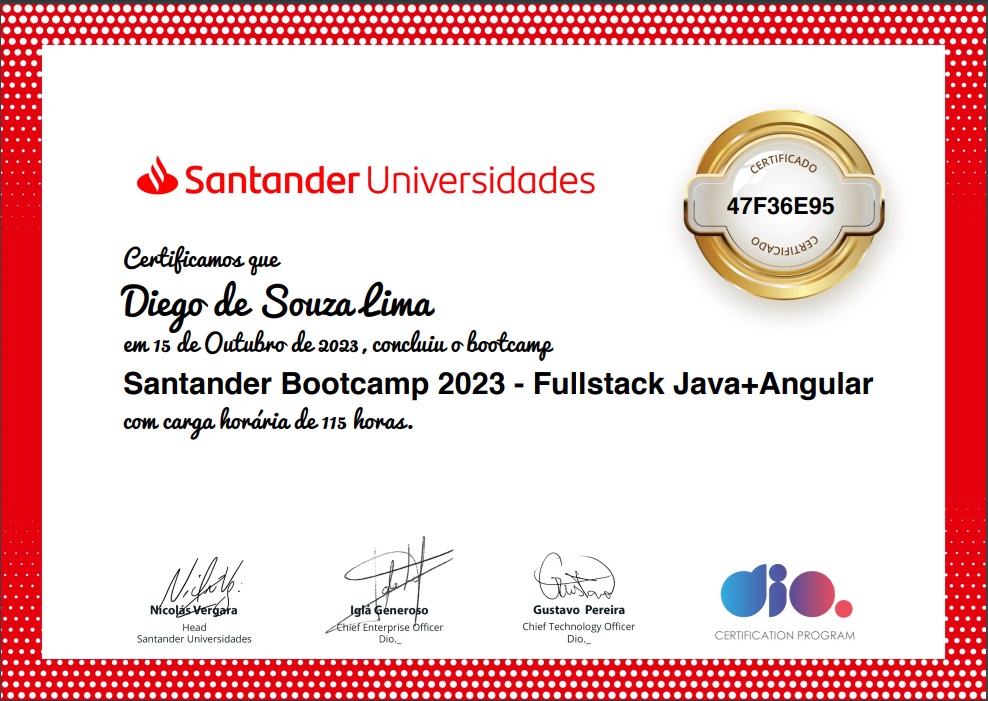 Santander Universidades
CERTIFICADO
47F36E95
CERTIFICADO
Certificamos que
Diego de Souza Lima
em 15 de Outubro de 2023, concluiu o bootcamp
Santander Bootcamp 2023 - Fullstack Java+Angular
com carga horária de 115 horas.
Nicolás Vergara
Head
Santander Universidades
Iglá Generoso
Chief Enterprise Officer
Dio._
Gustavo Pereira
Chief Technology Officer
Dio._
dio.
CERTIFICATION PROGRAM